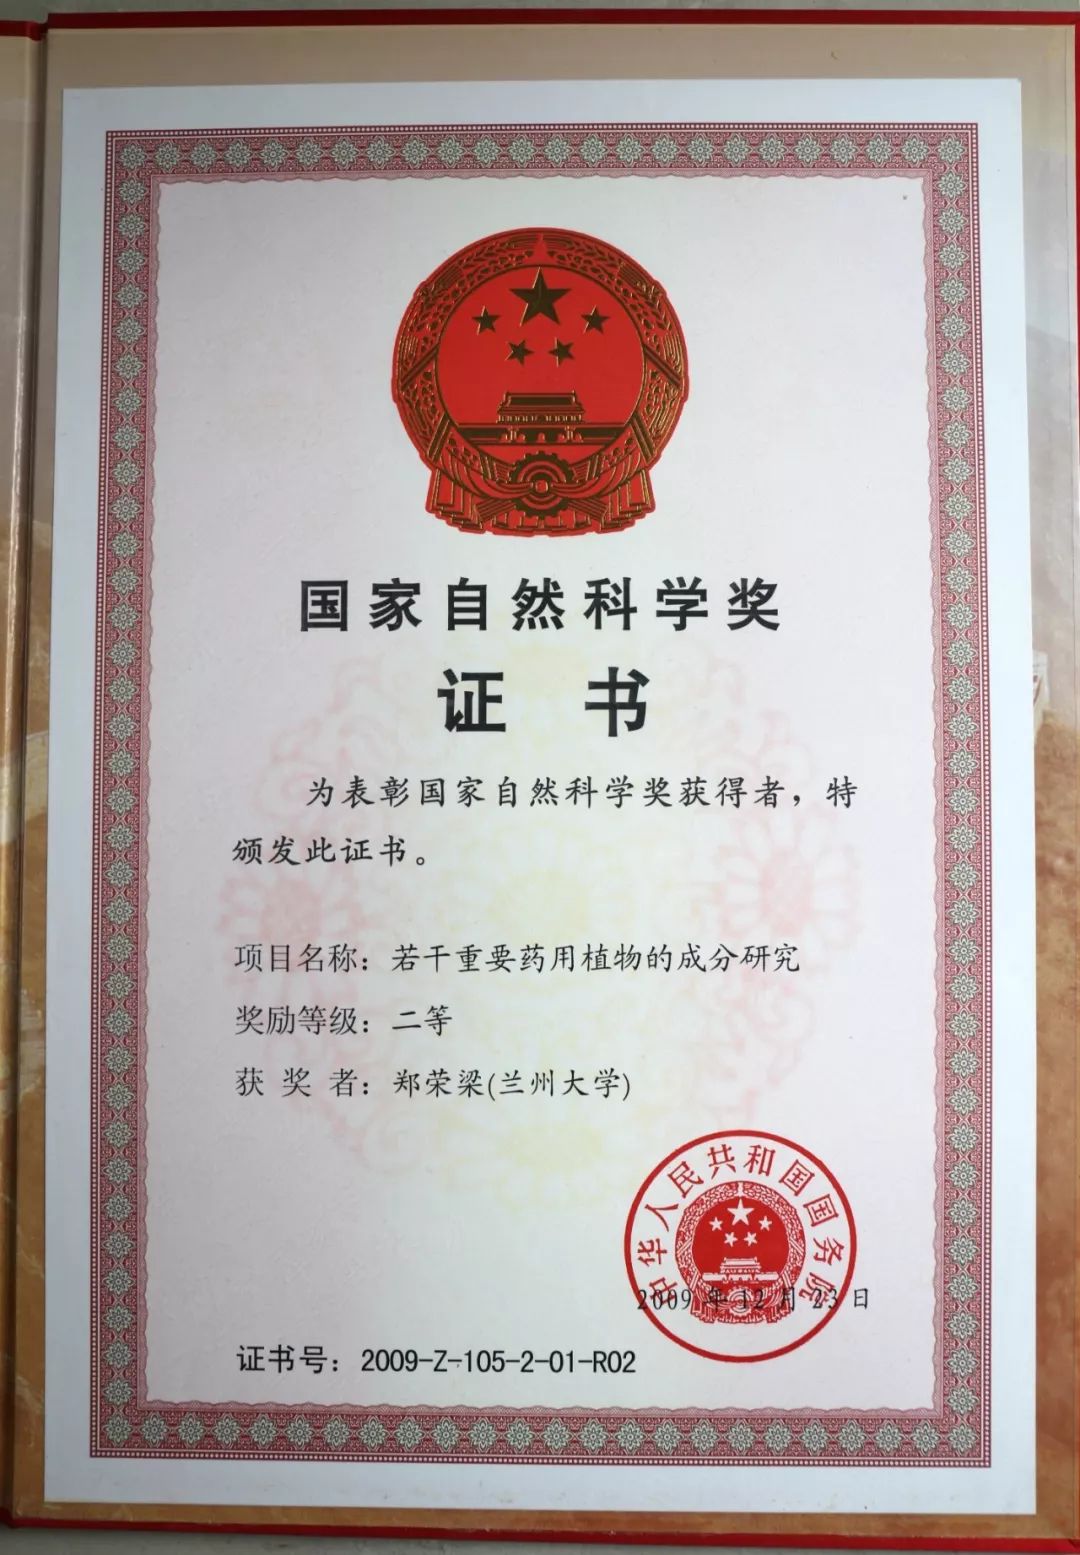 国家自然科学奖
证书
为表彰国家自然科学奖获得者，特
颁发此证书。
项目名称：若干重要药用植物的成分研究
奖励等级：二等
获奖者：郑荣梁(兰州大学)
中华人民共和国国务院
2009年12月23日
证书号：2009-Z-105-2-01-R02